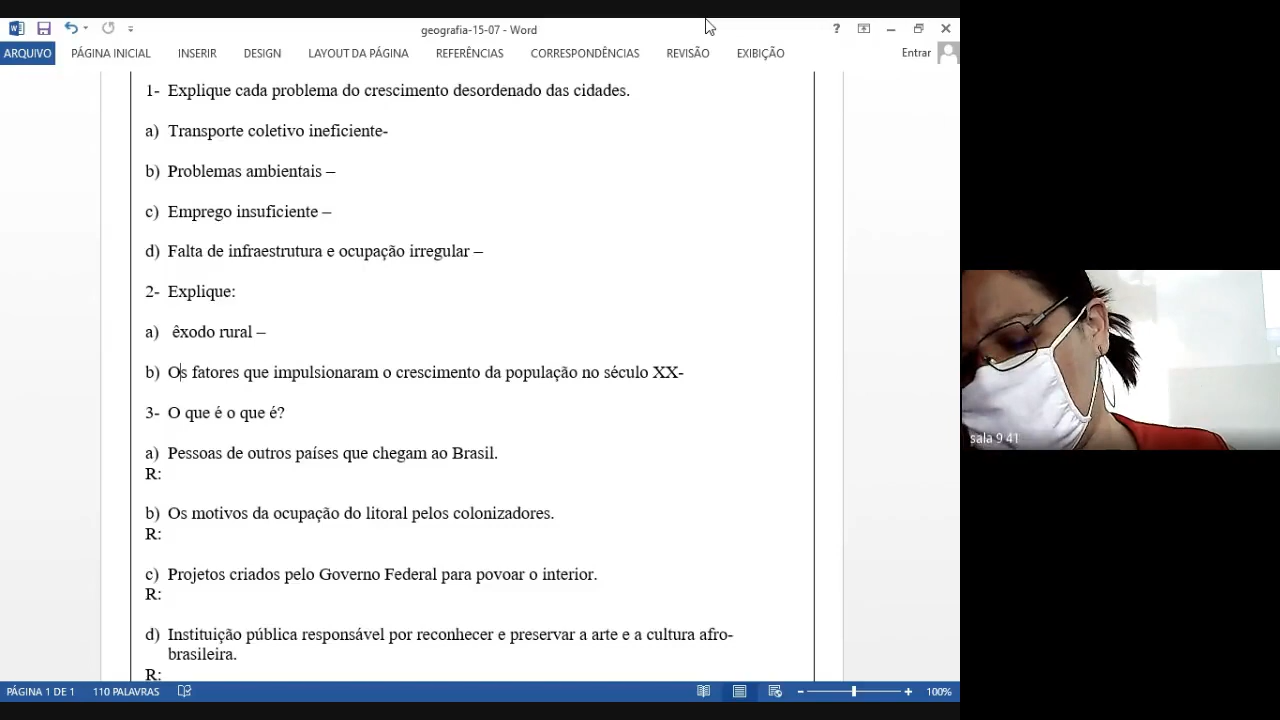 geografia-15-07 - Word
?
ARQUIVO PÁGINA INICIAL INSERIR DESIGN LAYOUT DA PÁGINA REFERÊNCIAS CORRESPONDÊNCIAS REVISÃO EXIBIÇÃO Entrar
1- Explique cada problema do crescimento desordenado das cidades.
a) Transporte coletivo ineficiente-
b) Problemas ambientais –
c) Emprego insuficiente –
d) Falta de infraestrutura e ocupação irregular –
2- Explique:
a) êxodo rural –
b) Os fatores que impulsionaram o crescimento da população no século XX-
3- O que é o que é?
a) Pessoas de outros países que chegam ao Brasil.
R:
b) Os motivos da ocupação do litoral pelos colonizadores.
R:
c) Projetos criados pelo Governo Federal para povoar o interior.
R:
d) Instituição pública responsável por reconhecer e preservar a arte e a cultura afro-
brasileira.
R:
PÁGINA 1 DE 1 110 PALAVRAS 100%
sala 9 41